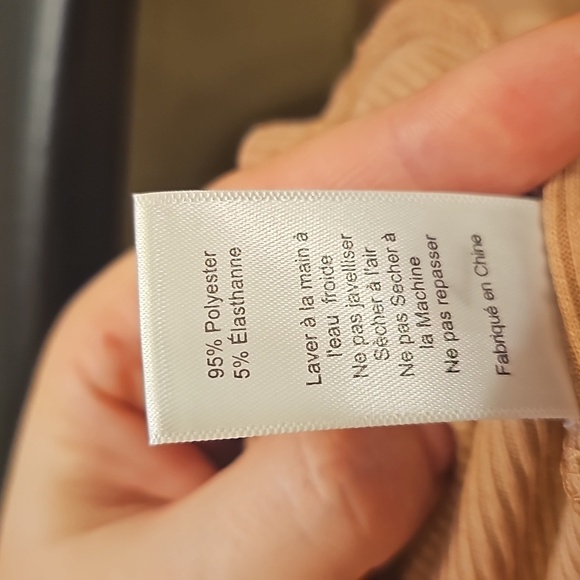 95% Polyester
5% Élasthanne
Laver à la main à
l'eau froide
Ne pas javelliser
Sécher à l'air
Ne pas Secher à
la Machine
Ne pas repasser
Fabriqué en Chine